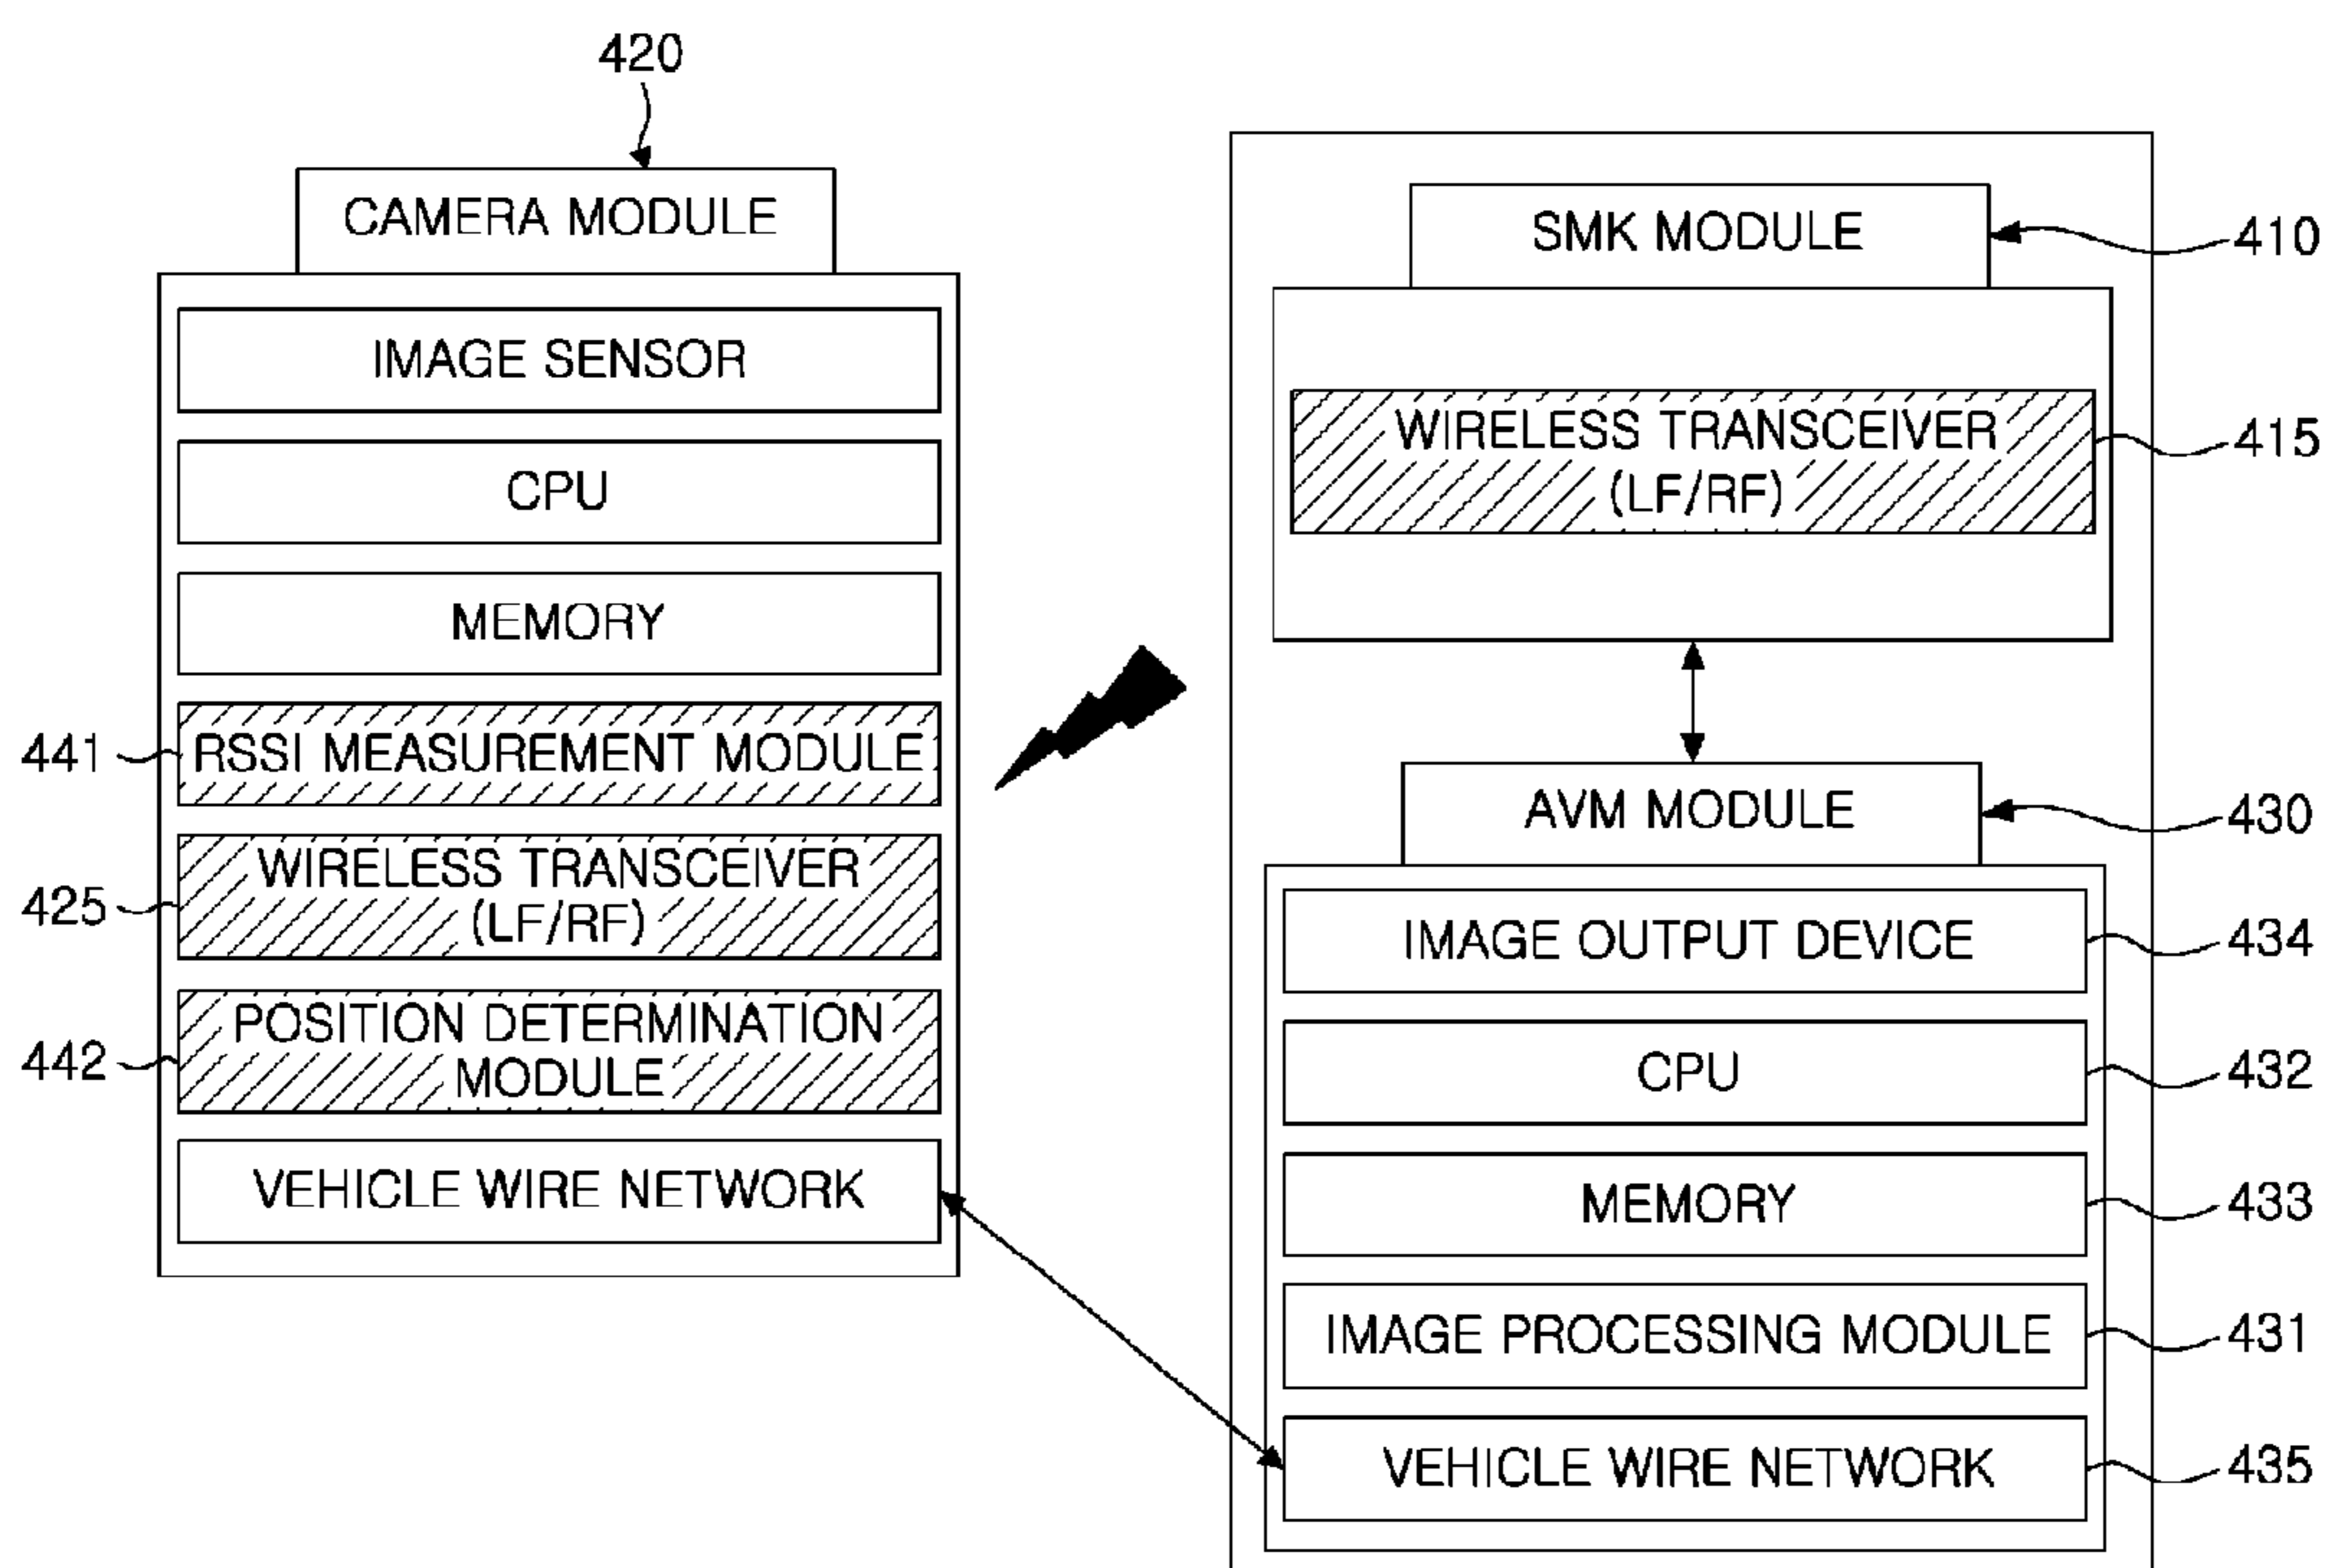 420
CAMERA MODULE
IMAGE SENSOR
CPU
MEMORY
441
RSSI MEASUREMENT MODULE
425
WIRELESS TRANSCEIVER
(LF/RF)
442
POSITION DETERMINATION
MODULE
VEHICLE WIRE NETWORK
SMK MODULE
410
WIRELESS TRANSCEIVER
(LF/RF)
415
AVM MODULE
430
IMAGE OUTPUT DEVICE
434
CPU
432
MEMORY
433
IMAGE PROCESSING MODULE
431
VEHICLE WIRE NETWORK
435